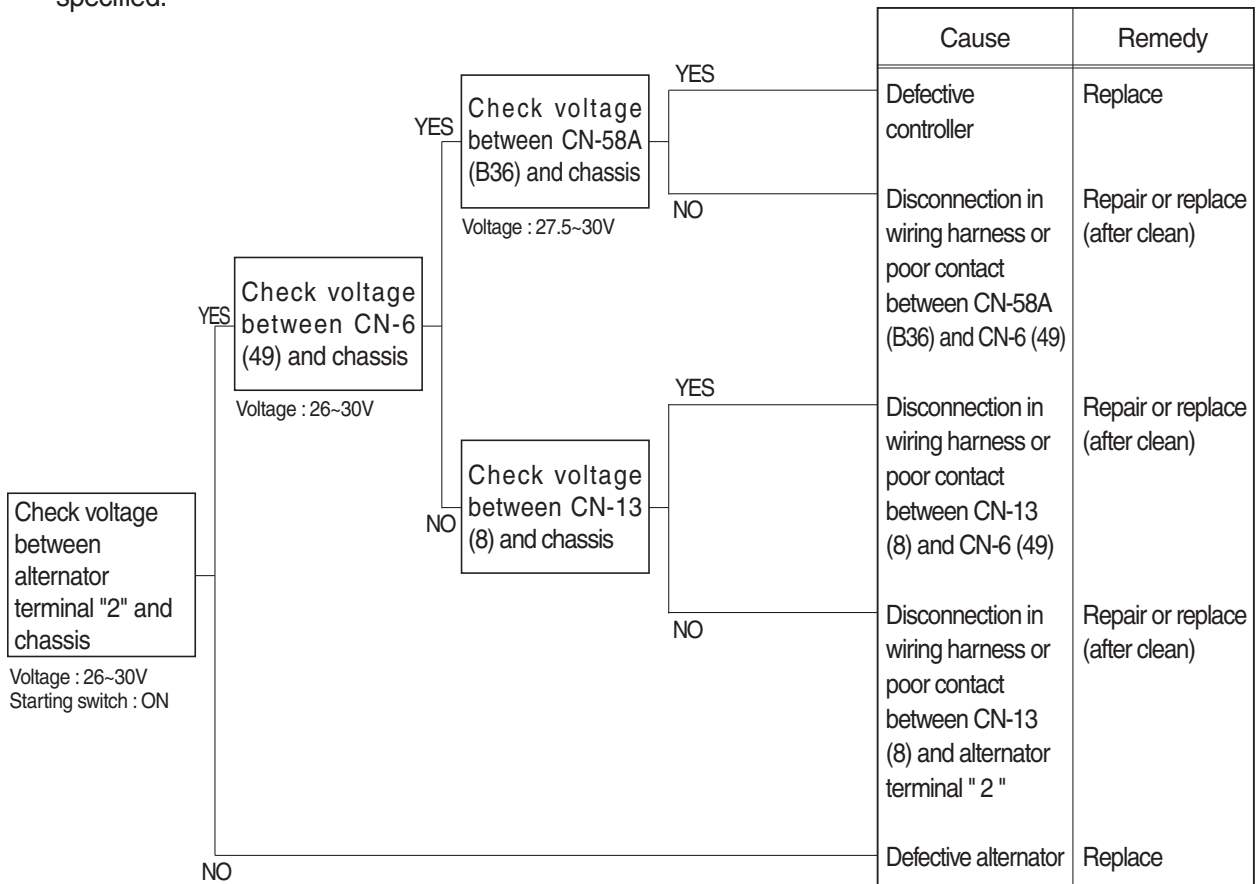 specified.
Cause
Remedy
YES
Check voltage
between CN-58A
(B36) and chassis
YES
Voltage : 27.5~30V
Defective
controller
Replace
NO
Disconnection in
wiring harness or
poor contact
between CN-58A
(B36) and CN-6 (49)
Repair or replace
(after clean)
YES
Check voltage
between CN-6
(49) and chassis
Voltage : 26~30V
YES
Disconnection in
wiring harness or
poor contact
between CN-13
(8) and CN-6 (49)
Repair or replace
(after clean)
NO
Check voltage
between CN-13
(8) and chassis
Check voltage
between
alternator
terminal "2" and
chassis
Voltage : 26~30V
Starting switch : ON
NO
Disconnection in
wiring harness or
poor contact
between CN-13
(8) and alternator
terminal " 2 "
Repair or replace
(after clean)
NO
Defective alternator
Replace